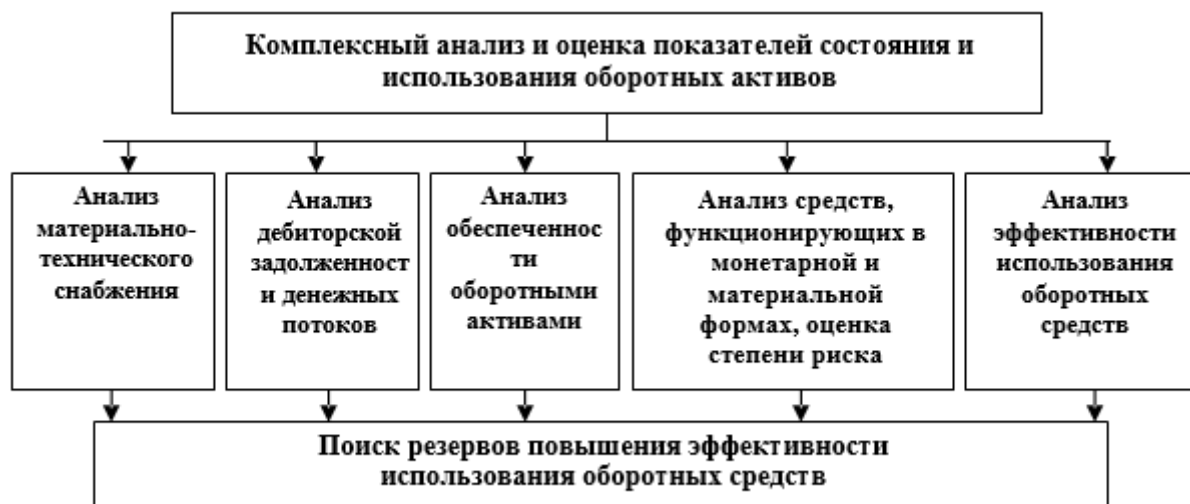 Комплексный анализ и оценка показателей состояния и
использования оборотных активов
Анализ
материально-
технического
снабжения
Анализ
дебиторской
задолженност
и денежных
потоков
Анализ
обеспеченнос
ти
оборотными
активами
Анализ средств,
функционирующих в
монетарной и
материальной
формах, оценка
степени риска
Анализ
эффективности
использования
оборотных
средств
Поиск резервов повышения эффективности
использования оборотных средств